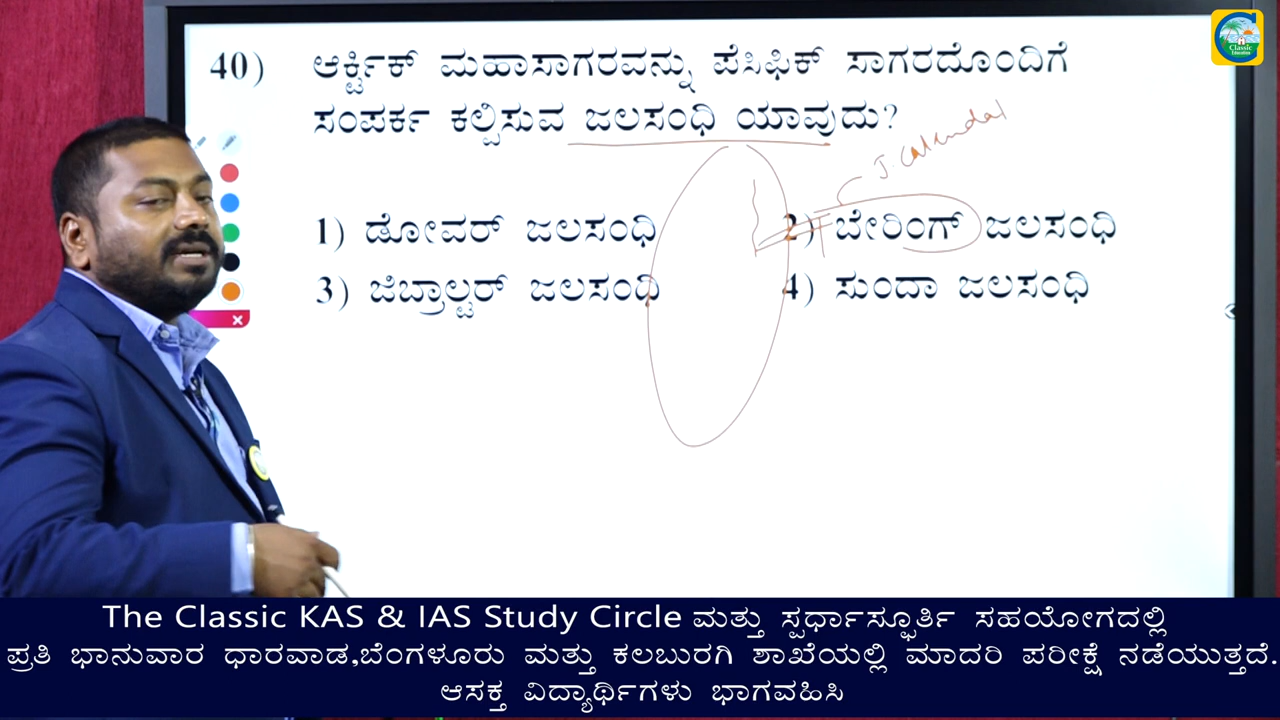 Classic
Education
40) ಆರ್ಕ್ಟಿಕ್ ಮಹಾಸಾಗರವನ್ನು ಪೆಸಿಫಿಕ್ ಸಾಗರದೊಂದಿಗೆ
ಸಂಪರ್ಕ ಕಲ್ಪಿಸುವ ಜಲಸಂಧಿ ಯಾವುದು?
1) ಡೋವರ್ ಜಲಸಂಧಿ 2) ಬೇರಿಂಗ್ ಜಲಸಂಧಿ
3) ಜಿಬ್ರಾಲ್ಟರ್ ಜಲಸಂಧಿ 4) ಸುಂದಾ ಜಲಸಂಧಿ
The Classic KAS & IAS Study Circle ಮತ್ತು ಸ್ಪರ್ಧಾಸ್ಫೂರ್ತಿ ಸಹಯೋಗದಲ್ಲಿ
ಪ್ರತಿ ಭಾನುವಾರ ಧಾರವಾಡ,ಬೆಂಗಳೂರು ಮತ್ತು ಕಲಬುರಗಿ ಶಾಖೆಯಲ್ಲಿ ಮಾದರಿ ಪರೀಕ್ಷೆ ನಡೆಯುತ್ತದೆ.
ಆಸಕ್ತ ವಿದ್ಯಾರ್ಥಿಗಳು ಭಾಗವಹಿಸಿ